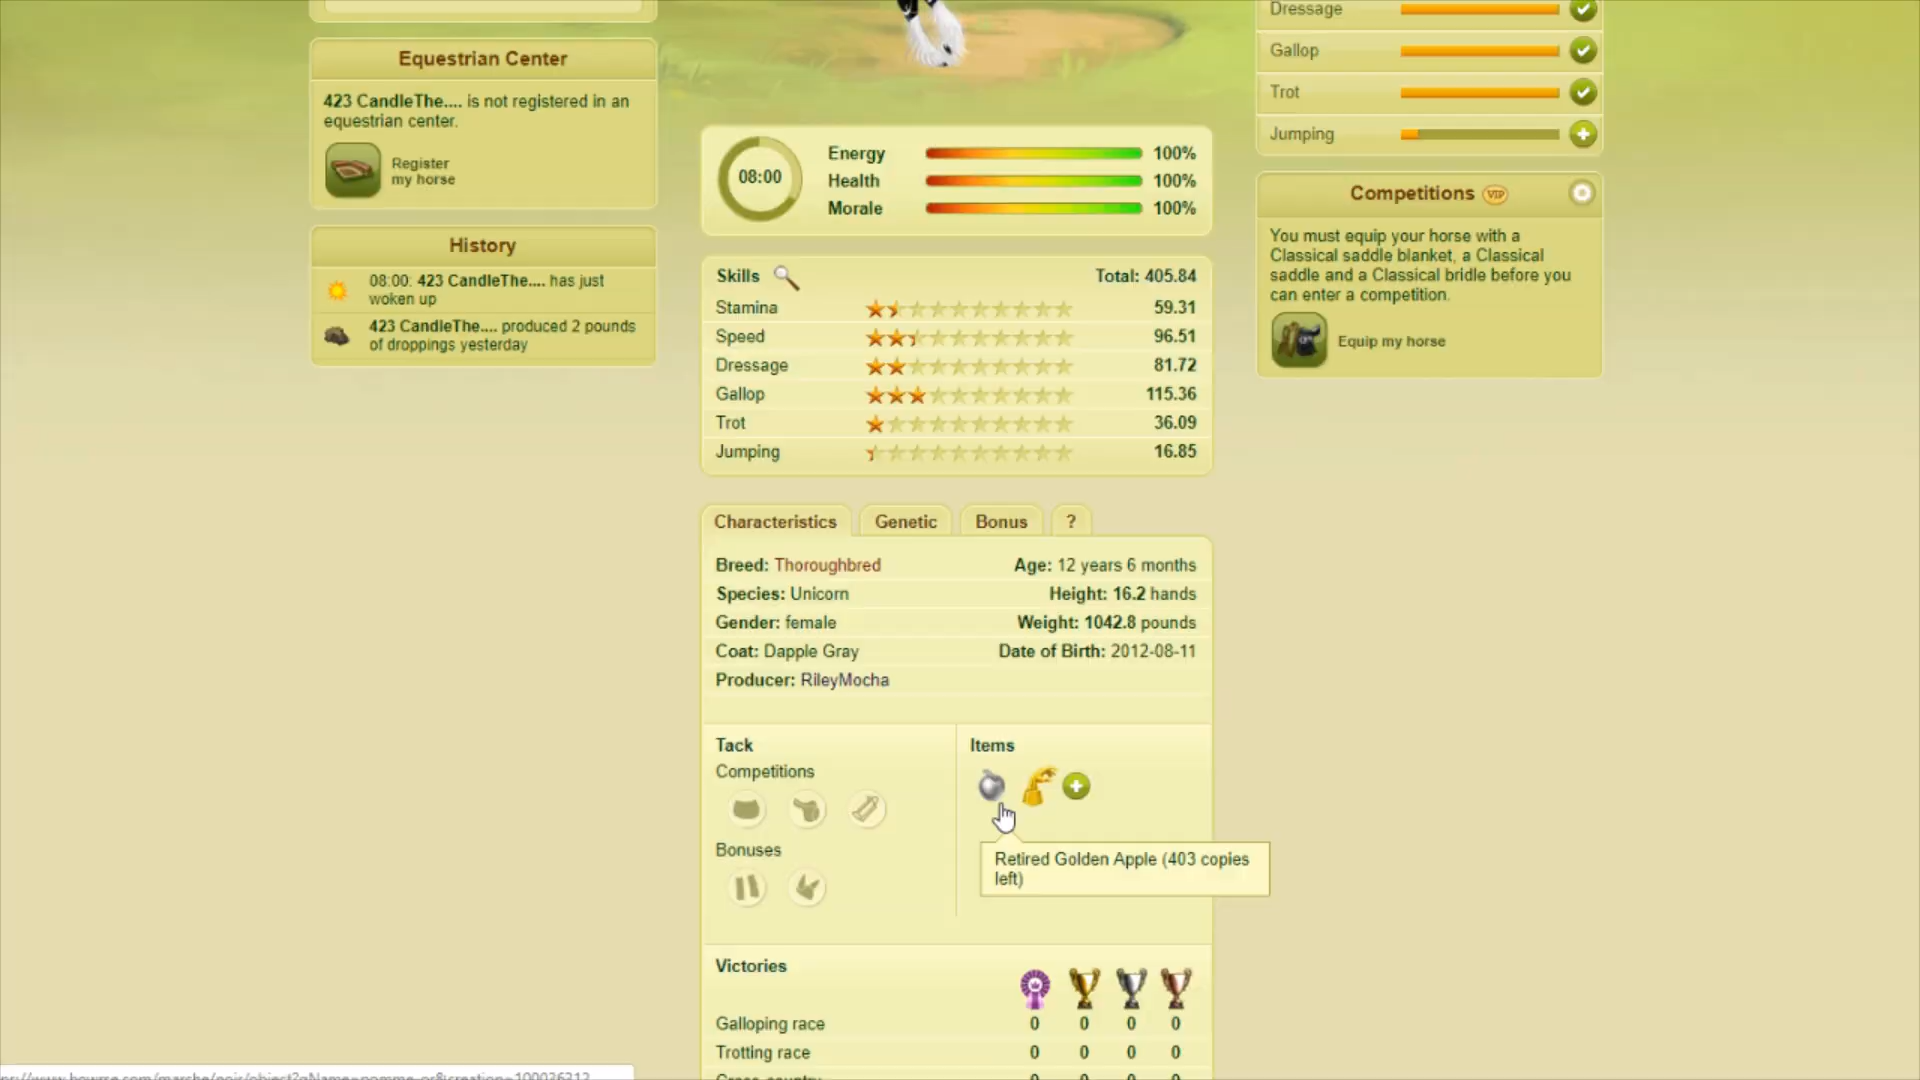 Equestrian Center
423 CandleThe.... is not registered in an
equestrian center.
Register
my horse
History
08:00: 423 CandleThe.... has just
woken up
423 CandleThe.... produced 2 pounds
of droppings yesterday
08:00
Energy 100%
Health 100%
Morale 100%
Skills Total: 405.84
Stamina 59.31
Speed 96.51
Dressage 81.72
Gallop 115.36
Trot 36.09
Jumping 16.85
Characteristics Genetic Bonus ?
Breed: Thoroughbred Age: 12 years 6 months
Species: Unicorn Height: 16.2 hands
Gender: female Weight: 1042.8 pounds
Coat: Dapple Gray Date of Birth: 2012-08-11
Producer: RileyMocha
Tack
Competitions
Bonuses
Items
Retired Golden Apple (403 copies
left)
Victories
Galloping race 0 0 0 0
Trotting race 0 0 0 0
Dressage
Gallop
Trot
Jumping
Competitions VIP
You must equip your horse with a
Classical saddle blanket, a Classical
saddle and a Classical bridle before you
can enter a competition.
Equip my horse